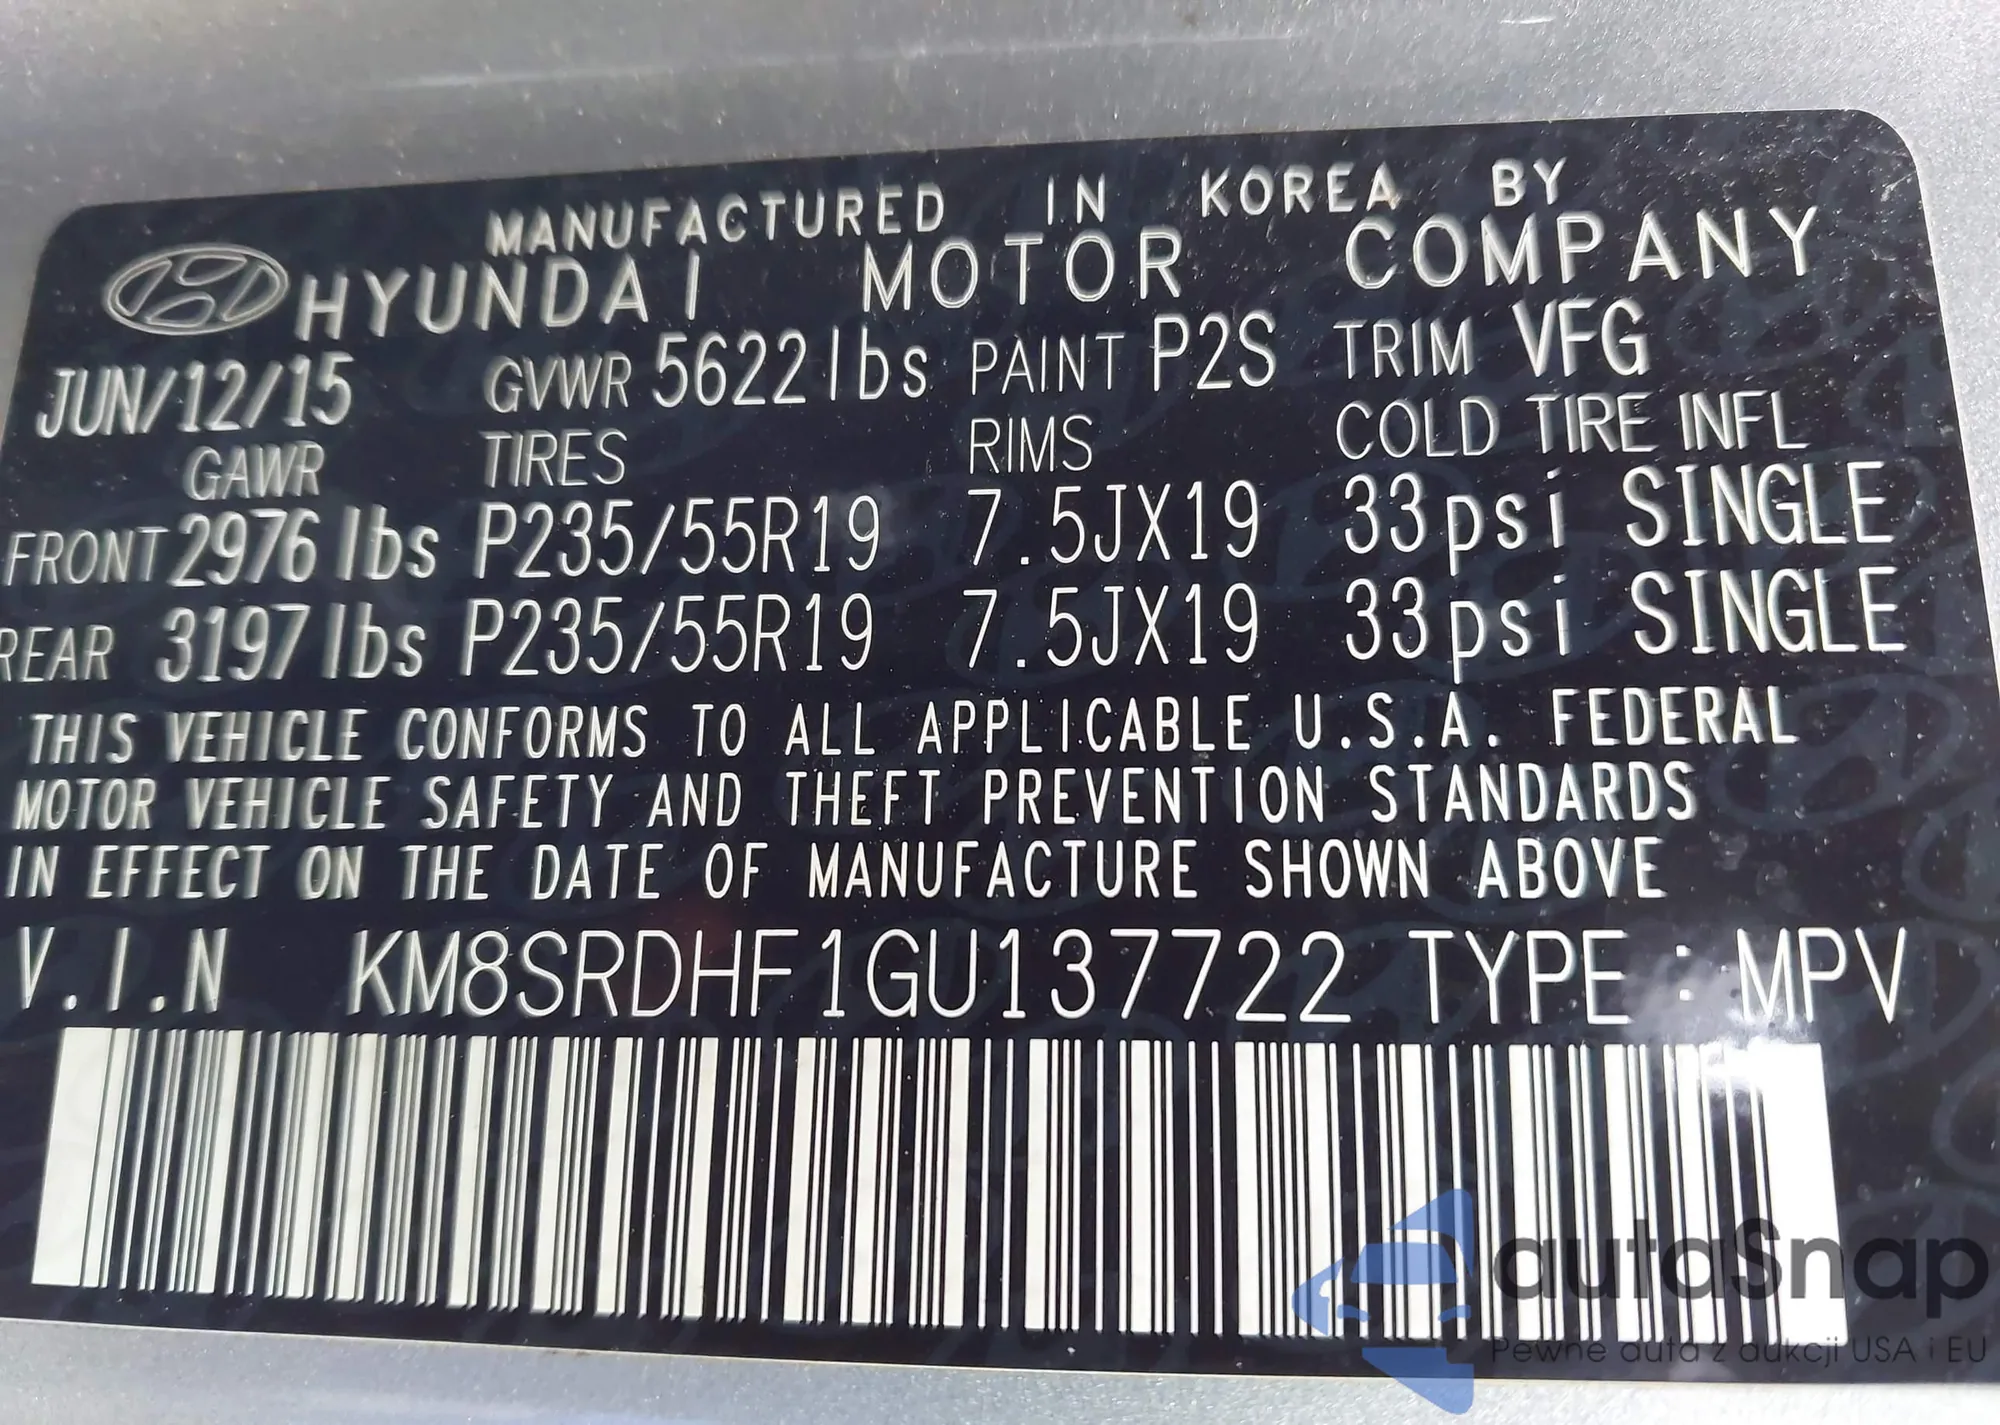 MANUFACTURED IN KOREA BY
HYUNDAI MOTOR COMPANY
JUN/12/15 GVWR 5622lbs PAINT P2S TRIM VFG
GAWR TIRES RIMS COLD TIRE INFL
FRONT 2976 lbs P235/55R19 7.5JX19 33psi SINGLE
REAR 3197 lbs P235/55R19 7.5JX19 33psi SINGLE
THIS VEHICLE CONFORMS TO ALL APPLICABLE U.S.A. FEDERAL
MOTOR VEHICLE SAFETY AND THEFT PREVENTION STANDARDS
IN EFFECT ON THE DATE OF MANUFACTURE SHOWN ABOVE
V.I.N KM8SRDHF1GU137722 TYPE : MPV
autaSnap
Pewne auta z aukcji USA i EU